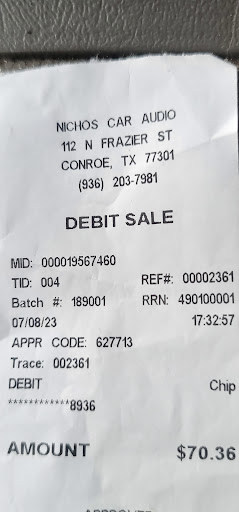 NICHOS CAR AUDIO
112 N FRAZIER ST
CONROE, TX 77301
(936) 203-7981
DEBIT SALE
MID: 000019567460
TID: 004 REF#: 00002361
Batch #: 189001 RRN: 490100001
07/08/23 17:32:57
APPR CODE: 627713
Trace: 002361
DEBIT Chip
************8936
AMOUNT $70.36